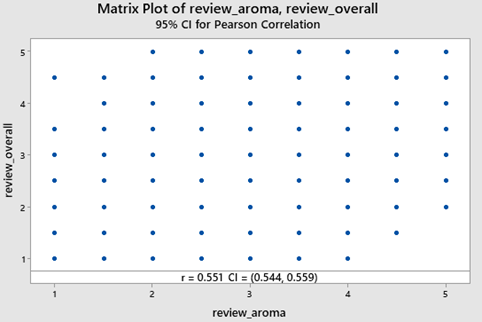 Matrix Plot of review_aroma, review_overall
95% CI for Pearson Correlation
review_overall
5
4
3
2
1
r = 0.551 CI = (0.544, 0.559)
1 2 3 4 5
review_aroma